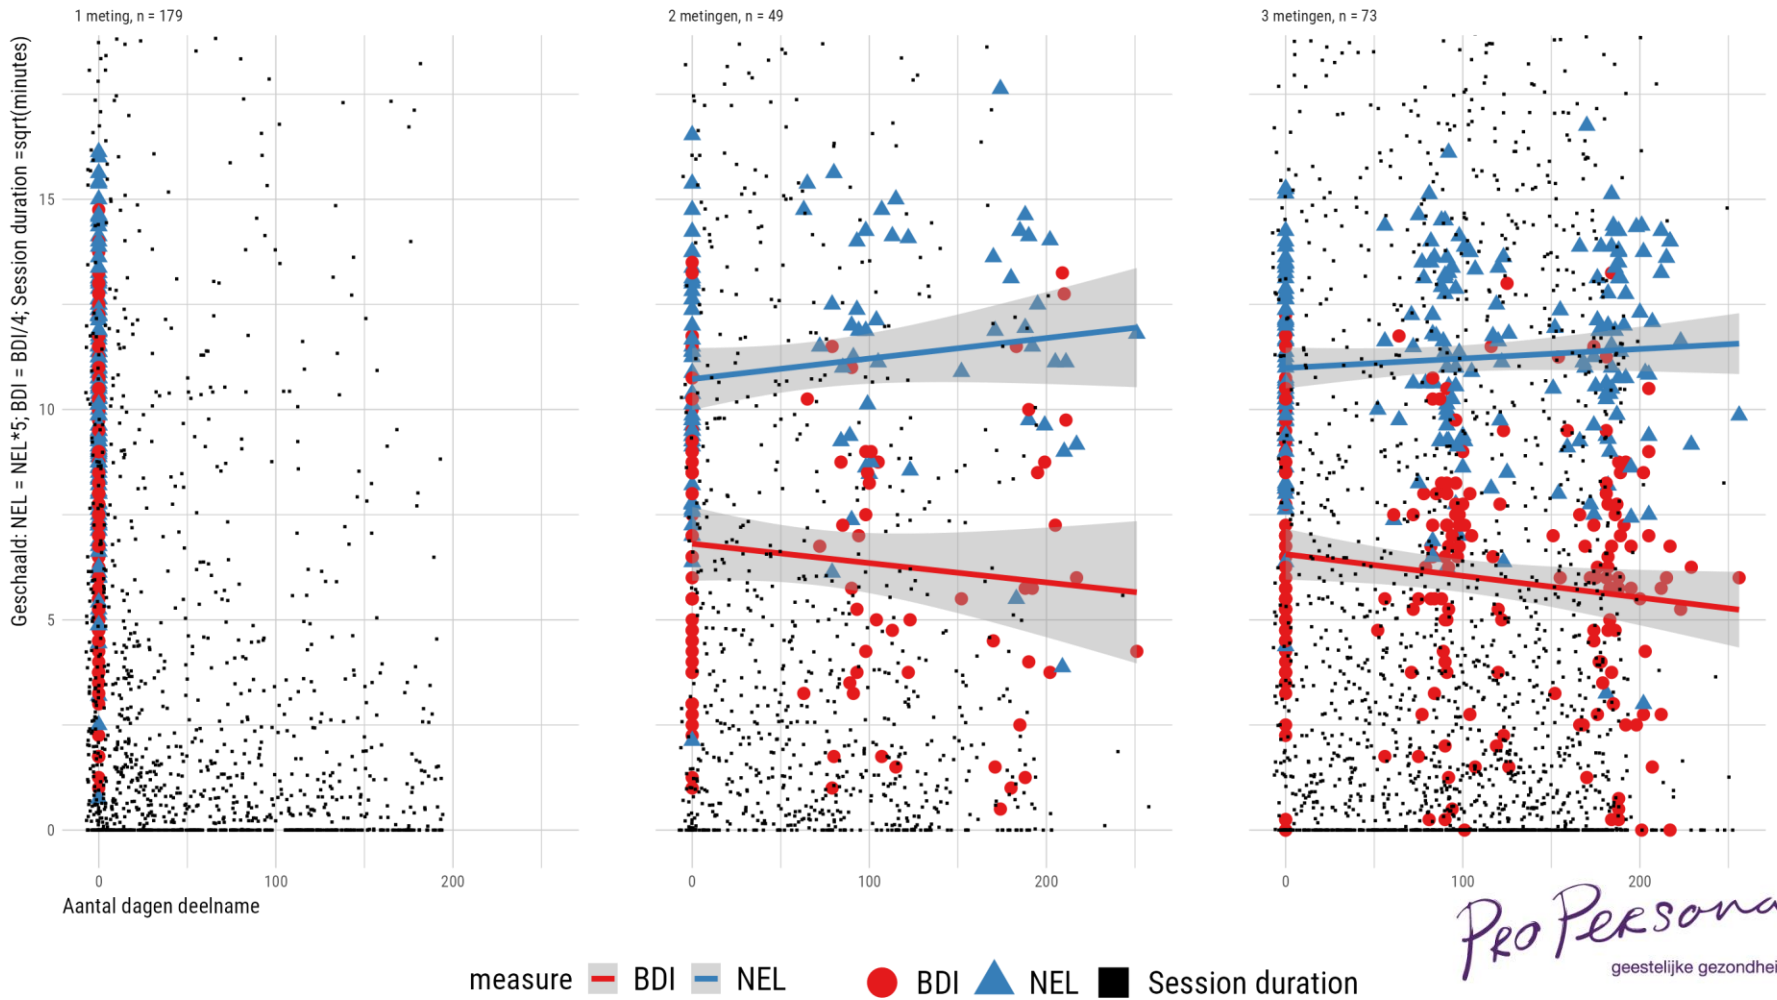 1 meting, n = 179
2 metingen, n = 49
3 metingen, n = 73
Geschaald: NEL = NEL*5; BDI = BDI/4; Session duration =sqrt(minutes)
15
10
5
0
0 100 200
0 100 200
0 100 200
Aantal dagen deelname
Pro Persona
geestelijke gezondhei
measure BDI NEL BDI NEL Session duration